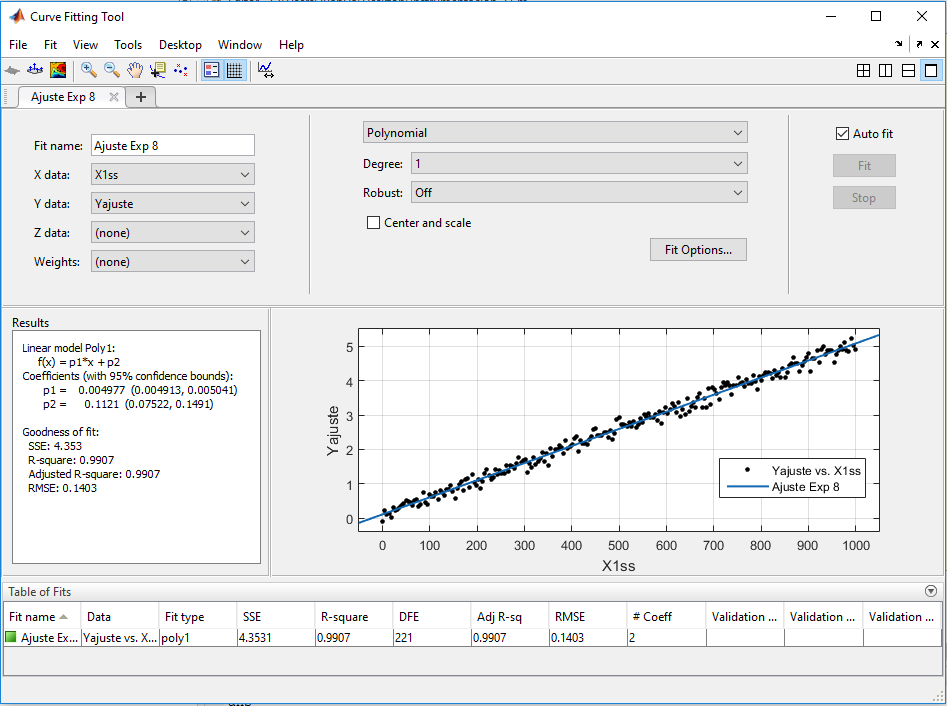 Curve Fitting Tool
File Fit View Tools Desktop Window Help
Ajuste Exp 8
Fit name: Ajuste Exp 8
X data: X1ss
Y data: Yajuste
Z data: (none)
Weights: (none)
Polynomial
Degree: 1
Robust: Off
Center and scale
Fit Options...
Auto fit
Fit
Stop
Results
Linear model Poly1:
f(x) = p1*x + p2
Coefficients (with 95% confidence bounds):
p1 = 0.004977 (0.004913, 0.005041)
p2 = 0.1121 (0.07522, 0.1491)
Goodness of fit:
SSE: 4.353
R-square: 0.9907
Adjusted R-square: 0.9907
RMSE: 0.1403
5
4
3
2
1
0
Yajuste
Yajuste vs. X1ss
Ajuste Exp 8
0 100 200 300 400 500 600 700 800 900 1000
X1ss
Table of Fits
Fit name Data Fit type SSE R-square DFE Adj R-sq RMSE # Coeff Validation ... Validation ... Validation ...
Ajuste Ex... Yajuste vs. X... poly1 4.3531 0.9907 221 0.9907 0.1403 2